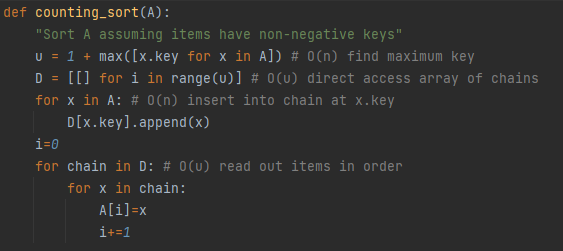 def counting_sort(A):
    "Sort A assuming items have non-negative keys"
    u = 1 + max([x.key for x in A]) # O(n) find maximum key
    D = [[] for i in range(u)] # O(u) direct access array of chains
    for x in A: # O(n) insert into chain at x.key
        D[x.key].append(x)
    i=0
    for chain in D: # O(u) read out items in order
        for x in chain:
            A[i]=x
            i+=1